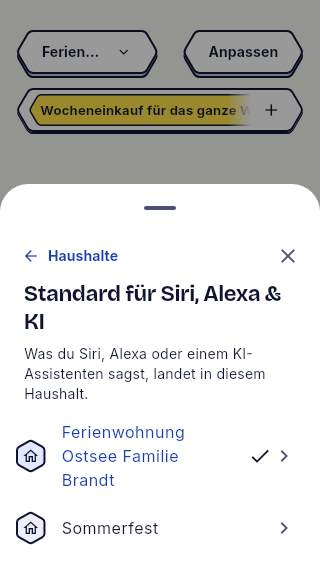 Ferien...
Anpassen
Wocheneinkauf für das ganze
Haushalte
Standard für Siri, Alexa &
KI
Was du Siri, Alexa oder einem KI-
Assistenten sagst, landet in diesem
Haushalt.
Ferienwohnung
Ostsee Familie
Brandt
Sommerfest